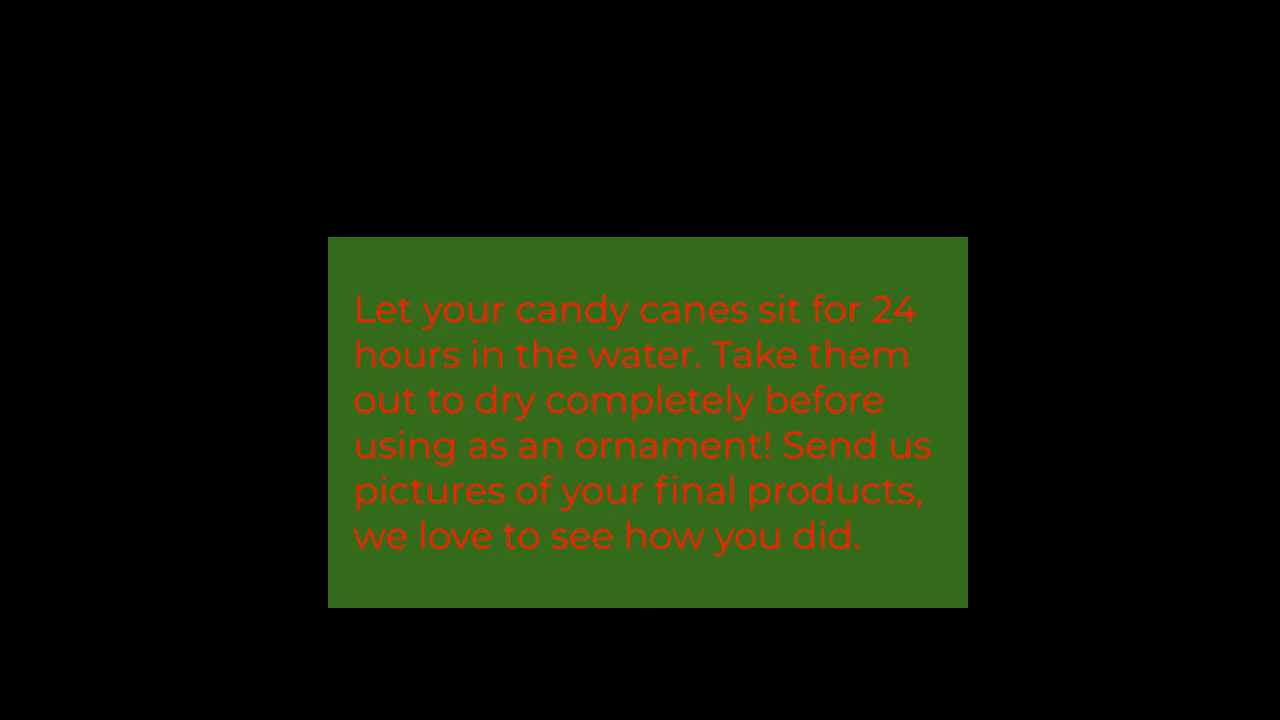 Let your candy canes sit for 24
hours in the water. Take them
out to dry completely before
using as an ornament! Send us
pictures of your final products,
we love to see how you did.